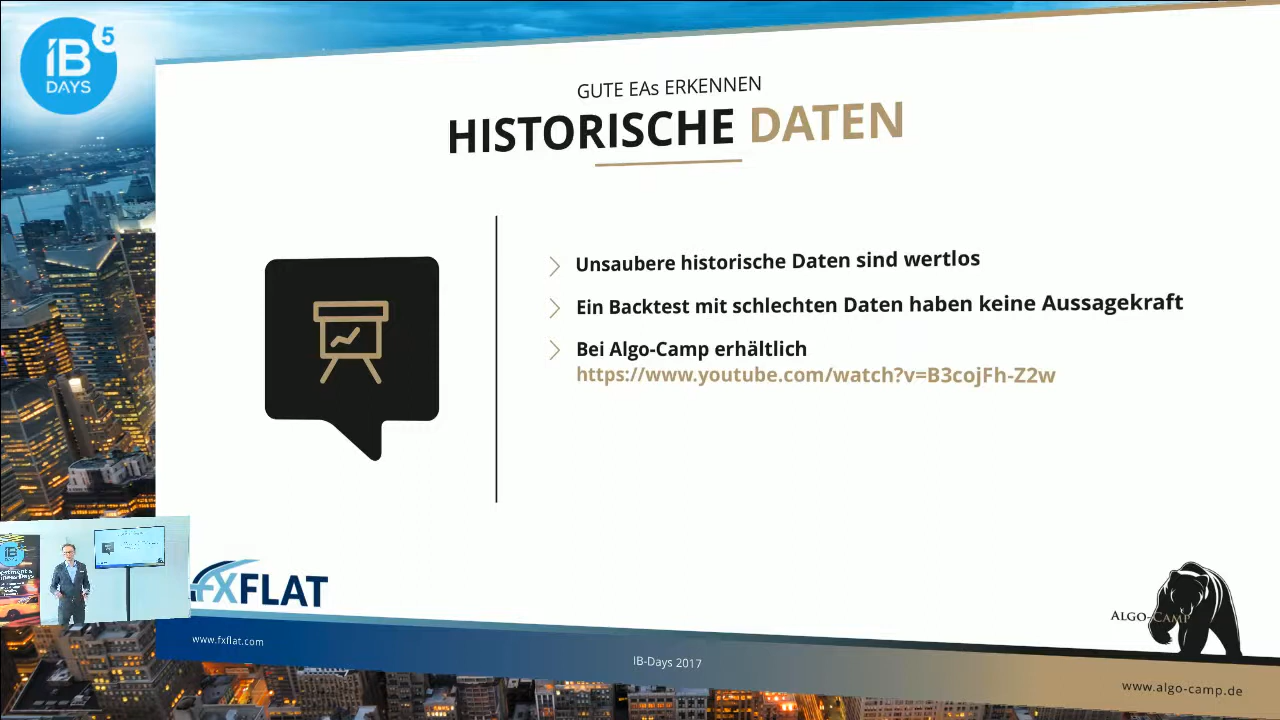 IB 5
DAYS
GUTE EAs ERKENNEN
HISTORISCHE DATEN
Unsaubere historische Daten sind wertlos
Ein Backtest mit schlechten Daten haben keine Aussagekraft
Bei Algo-Camp erhältlich
https://www.youtube.com/watch?v=B3cojFh-Z2w
FXFLAT
ALGO-CAMP
www.fxflat.com
IB-Days 2017
www.algo-camp.de